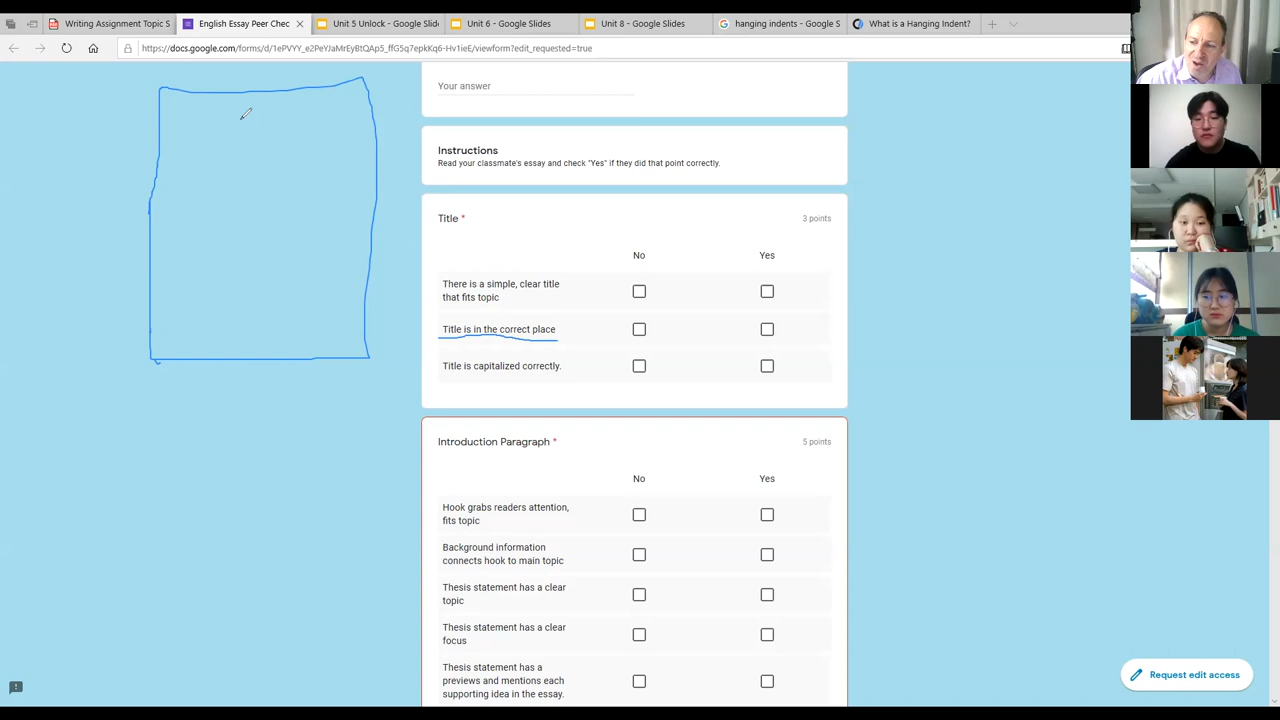 Writing Assignment Topic S
English Essay Peer Chec
Unit 5 Unlock - Google Slid
Unit 6 - Google Slides
Unit 8 - Google Slides
hanging indents - Google S
What is a Hanging Indent?
https://docs.google.com/forms/d/1ePVYY_e2PeYJaMrEyBtQAp5_ffG5q7epkKq6-Hv1ieE/viewform?edit_requested=true
Your answer
Instructions
Read your classmate's essay and check "Yes" if they did that point correctly.
Title *
3 points
No Yes
There is a simple, clear title
that fits topic
Title is in the correct place
Title is capitalized correctly.
Introduction Paragraph *
5 points
No Yes
Hook grabs readers attention,
fits topic
Background information
connects hook to main topic
Thesis statement has a clear
topic
Thesis statement has a clear
focus
Thesis statement has a
previews and mentions each
supporting idea in the essay.
Request edit access